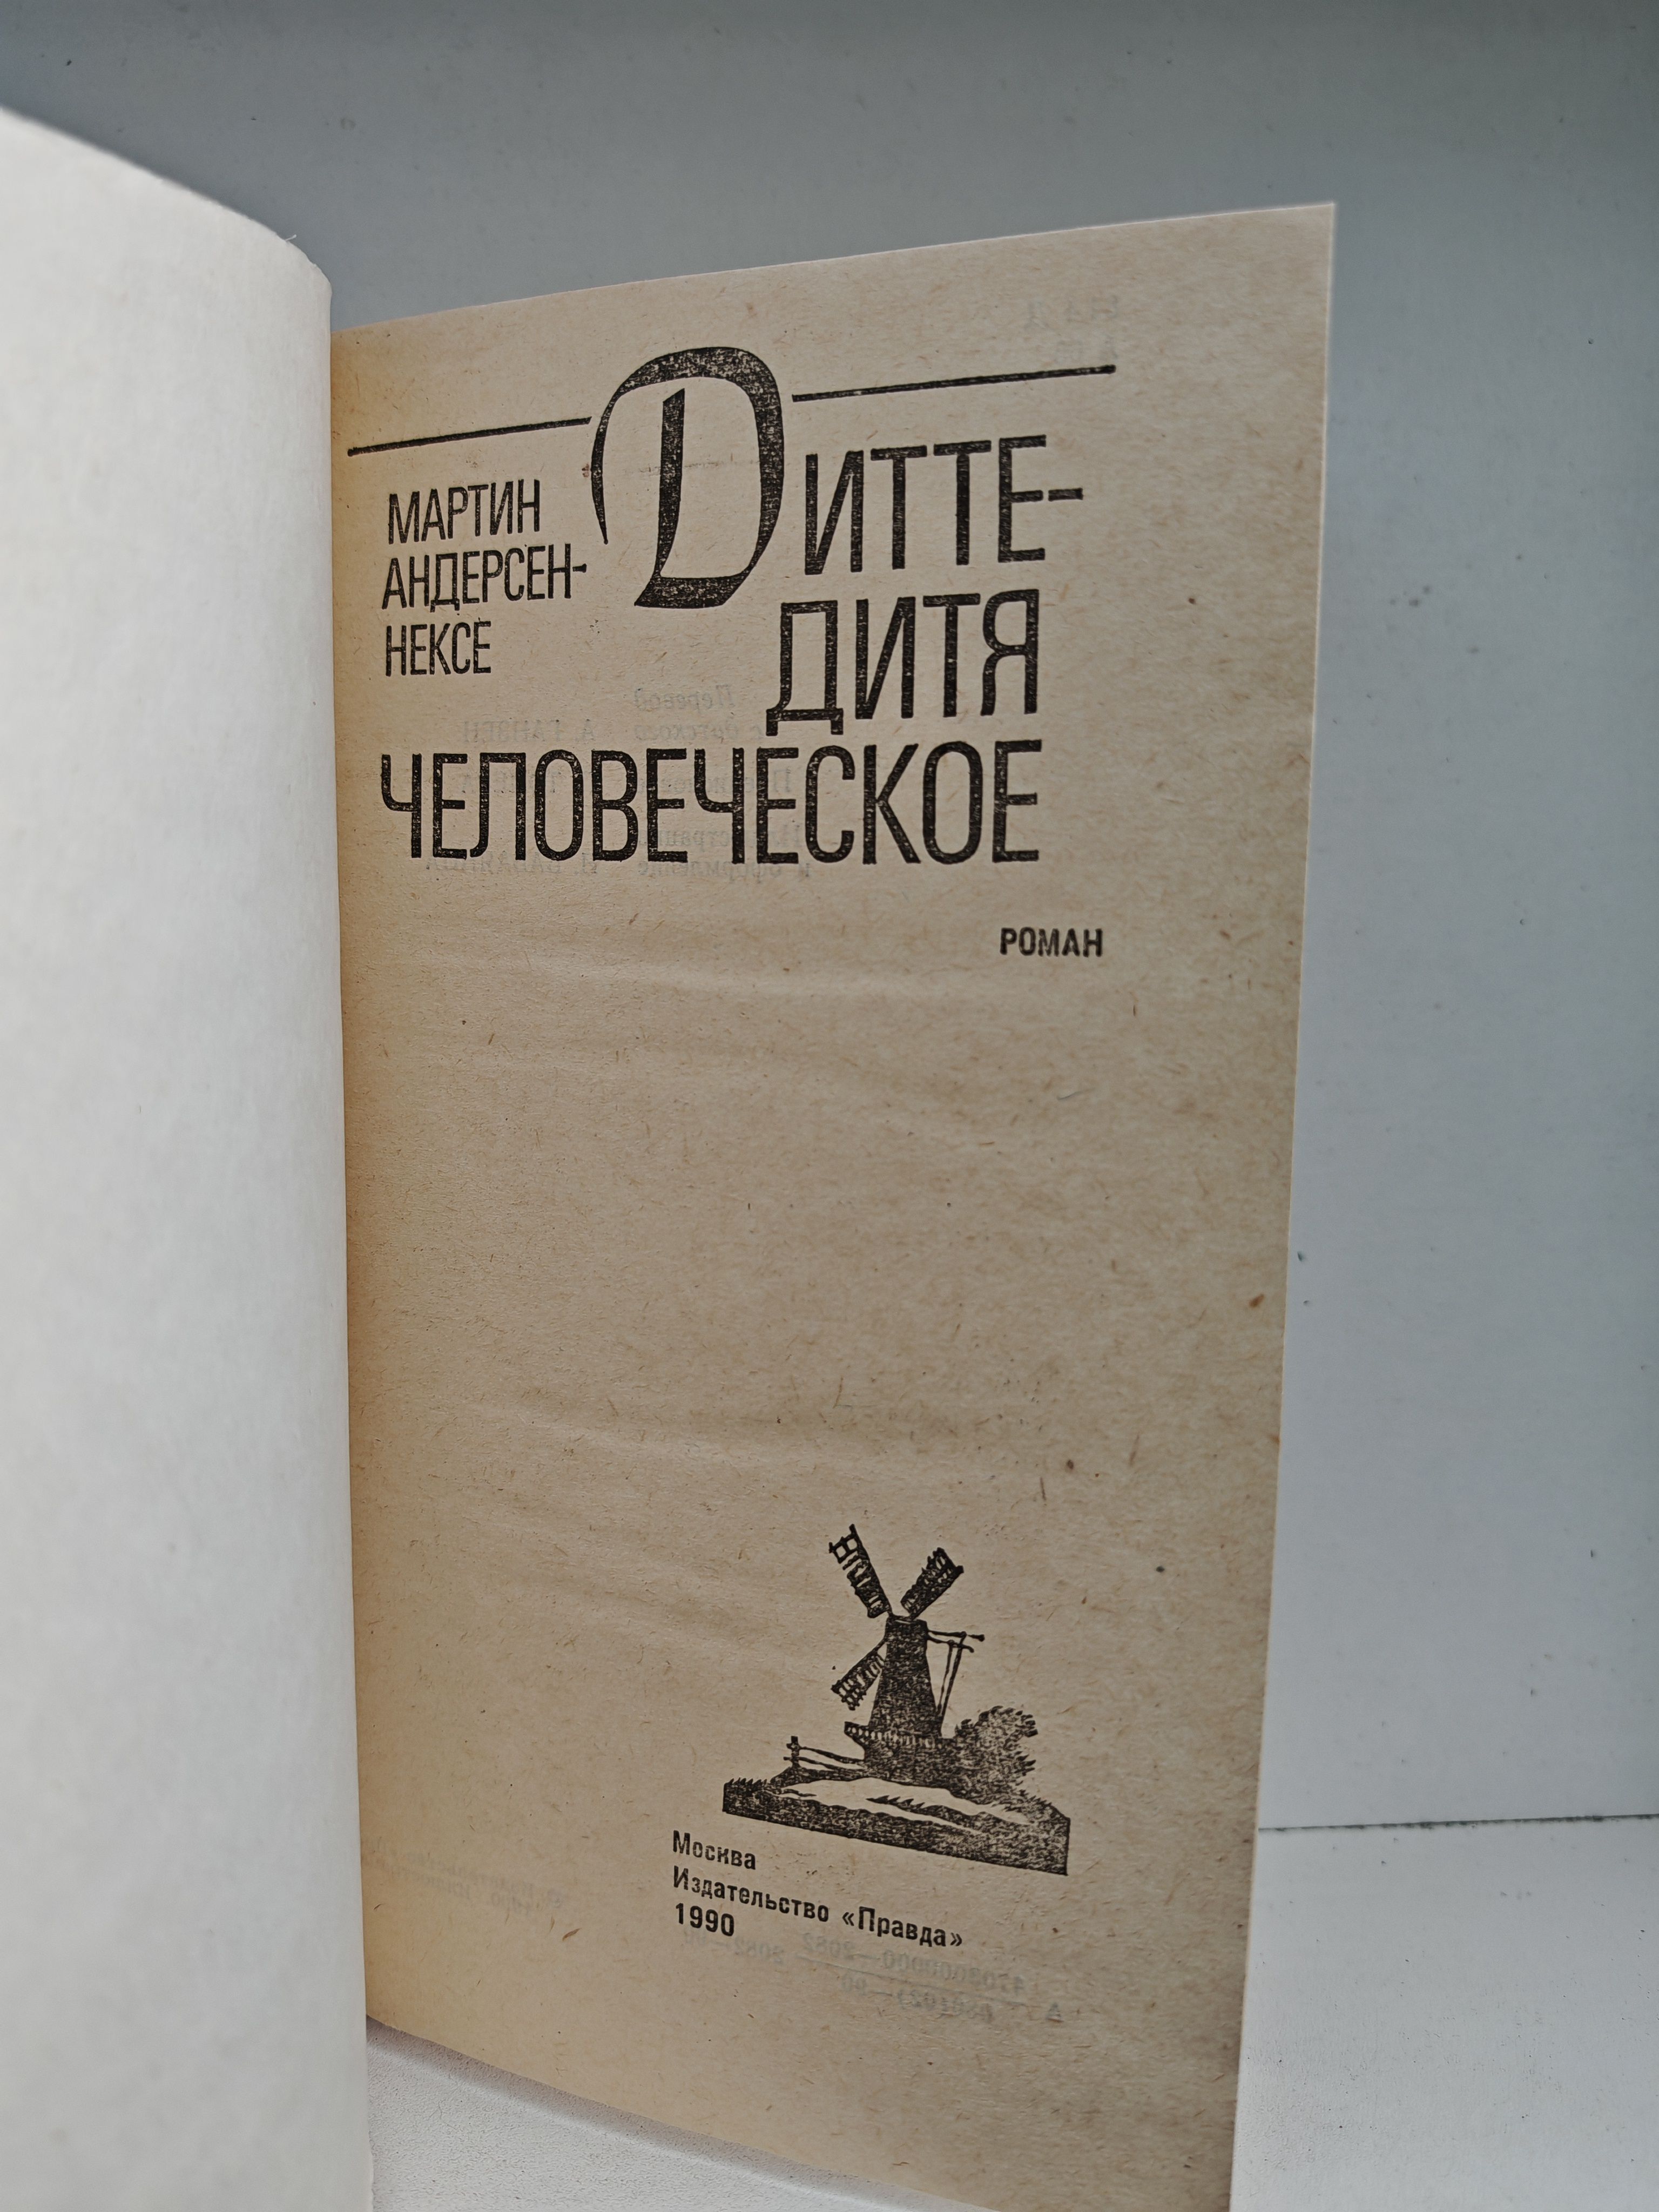 МАРТИН
АНДЕРСЕН-
НЕКСЕ
ДИТТЕ-
ДИТЯ
ЧЕЛОВЕЧЕСКОЕ
РОМАН
Москва
Издательство «Правда»
1990